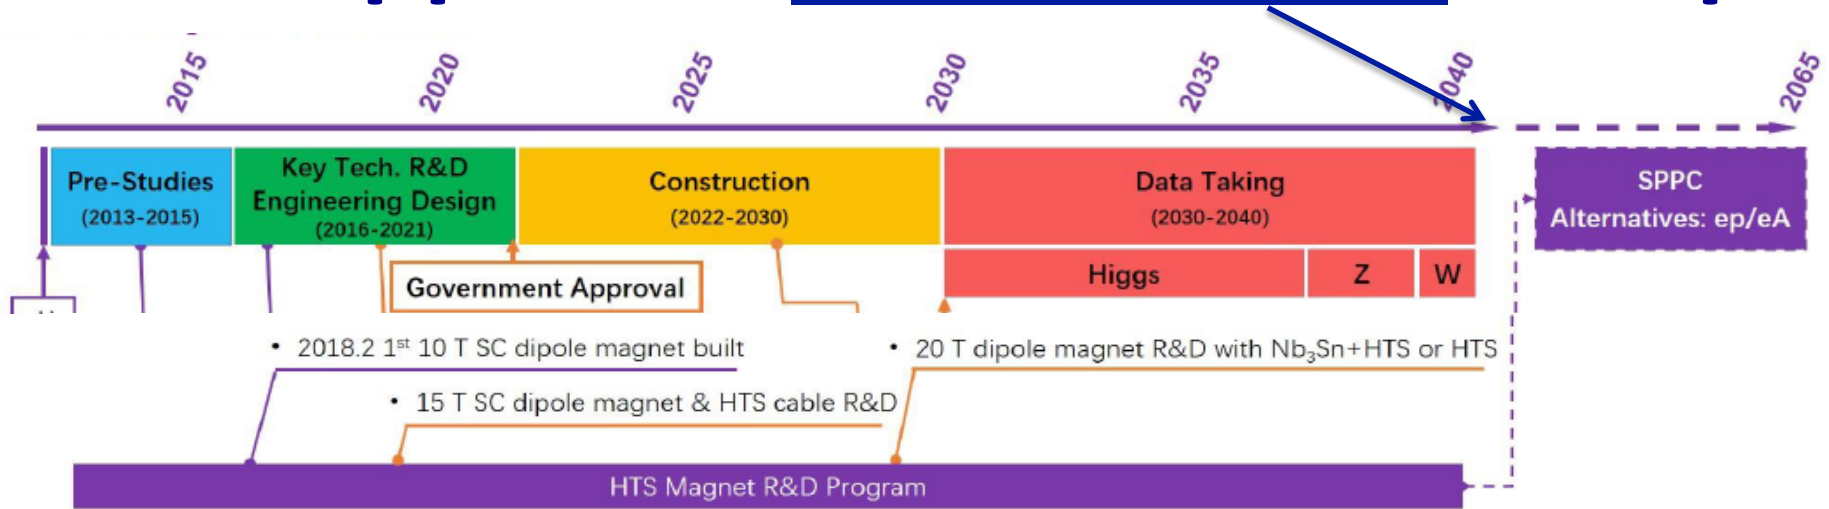 2015
2020
2025
2030
2035
2040
2065
Pre-Studies
(2013-2015)
Key Tech. R&D
Engineering Design
(2016-2021)
Construction
(2022-2030)
Data Taking
(2030-2040)
SPPC
Alternatives: ep/eA
Government Approval
Higgs
Z
W
• 2018.2 1st 10 T SC dipole magnet built
• 20 T dipole magnet R&D with Nb₃Sn+HTS or HTS
• 15 T SC dipole magnet & HTS cable R&D
HTS Magnet R&D Program